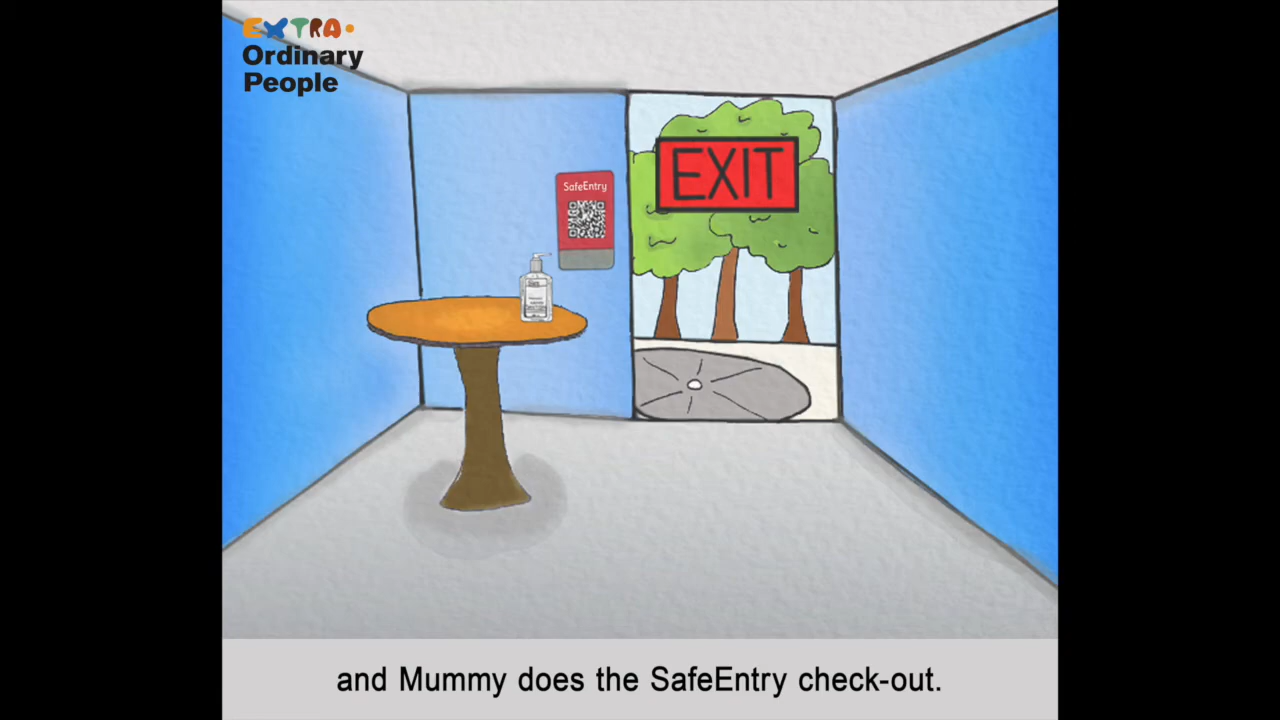 EXTRA•
Ordinary
People
EXIT
SafeEntry
and Mummy does the SafeEntry check-out.